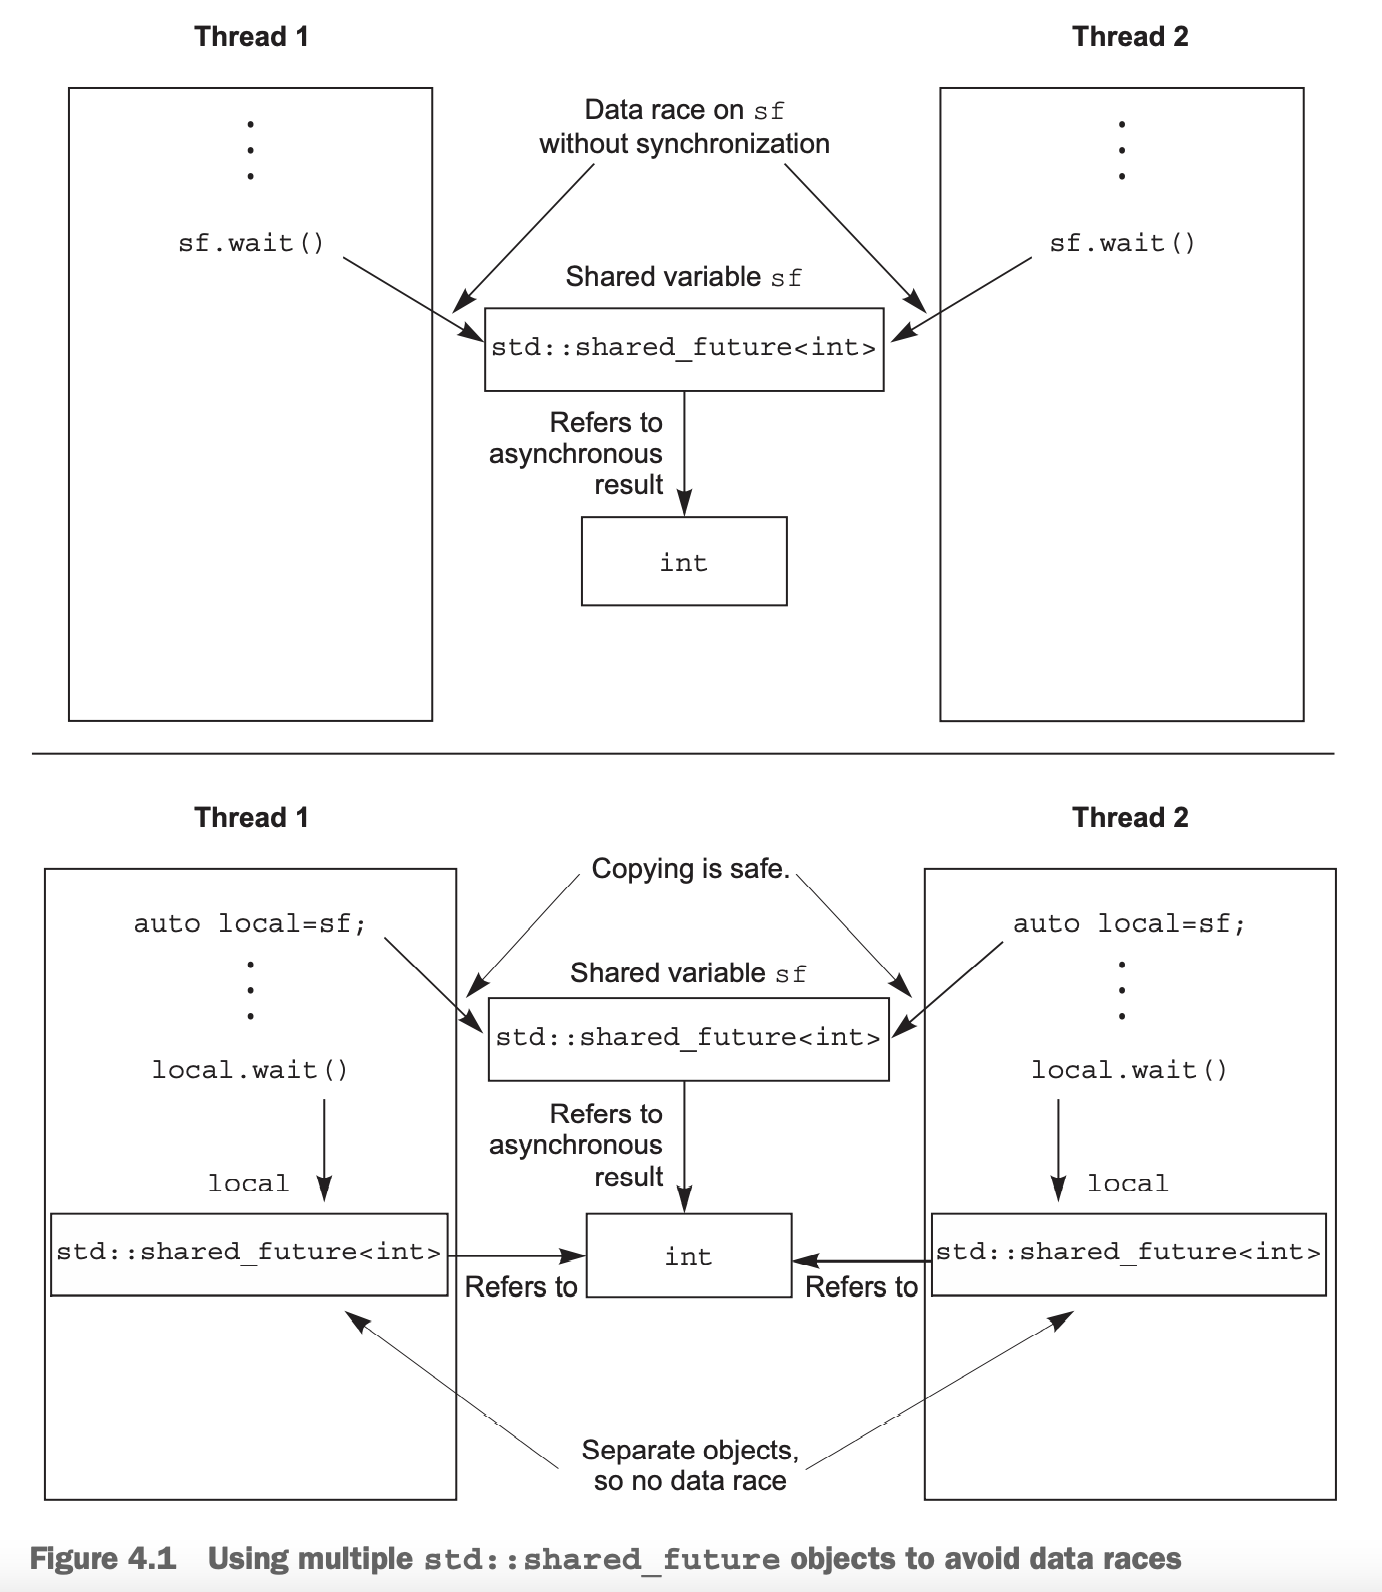 Thread 1
Thread 2
Data race on sf
without synchronization
sf.wait()
sf.wait()
Shared variable sf
std::shared_future<int>
Refers to
asynchronous
result
int
Thread 1
Thread 2
Copying is safe.
auto local=sf;
auto local=sf;
Shared variable sf
std::shared_future<int>
local.wait()
local.wait()
Refers to
asynchronous
result
local
local
std::shared_future<int>
int
std::shared_future<int>
Refers to
Refers to
Separate objects,
so no data race
Figure 4.1 Using multiple std::shared_future objects to avoid data races